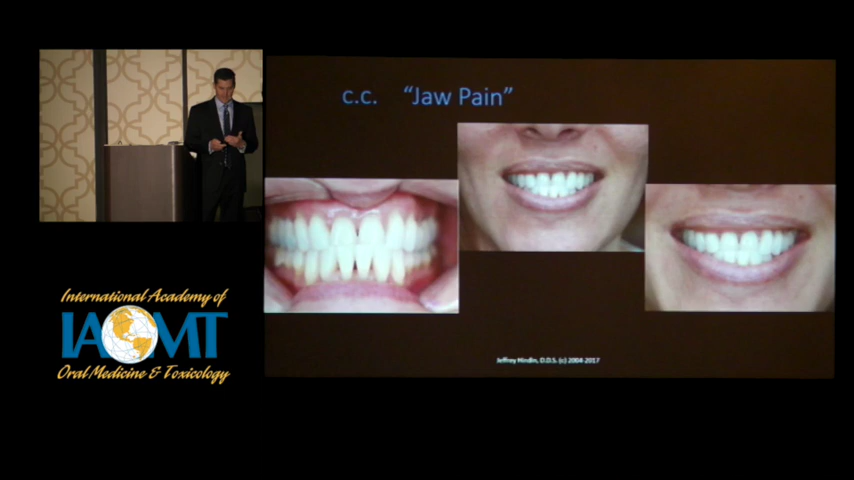 c.c. "Jaw Pain"
International Academy of
IAOMT
Oral Medicine & Toxicology
Jeffrey Hindin, D.D.S. (c) 2004-2017